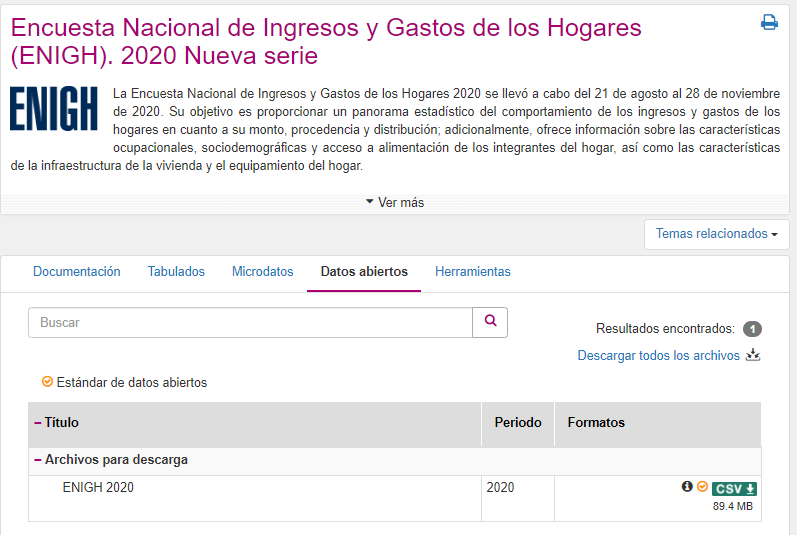 Encuesta Nacional de Ingresos y Gastos de los Hogares
(ENIGH). 2020 Nueva serie
ENIGH
La Encuesta Nacional de Ingresos y Gastos de los Hogares 2020 se llevó a cabo del 21 de agosto al 28 de noviembre
de 2020. Su objetivo es proporcionar un panorama estadístico del comportamiento de los ingresos y gastos de los
hogares en cuanto a su monto, procedencia y distribución; adicionalmente, ofrece información sobre las características
ocupacionales, sociodemográficas y acceso a alimentación de los integrantes del hogar, así como las características
de la infraestructura de la vivienda y el equipamiento del hogar.
Ver más
Temas relacionados
Documentación Tabulados Microdatos Datos abiertos Herramientas
Buscar
Resultados encontrados: 1
Descargar todos los archivos
Estándar de datos abiertos
Título Periodo Formatos
Archivos para descarga
ENIGH 2020 2020 CSV
89.4 MB